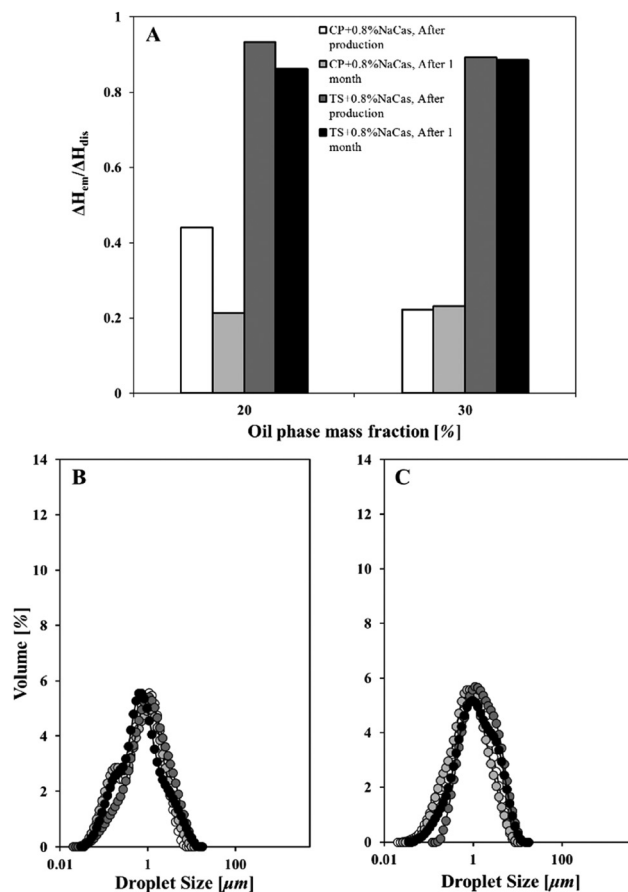 A
CP+0.8%NaCas, After
production
CP+0.8%NaCas, After 1
month
TS+0.8%NaCas, After
production
TS+0.8%NaCas, After 1
month
1
0.8
0.6
0.4
0.2
0
ΔHem/ΔHdis
20
30
Oil phase mass fraction [%]
B
14
12
10
8
6
4
2
0
Volume [%]
0.01
1
100
Droplet Size [μm]
C
14
12
10
8
6
4
2
0
0.01
1
100
Droplet Size [μm]